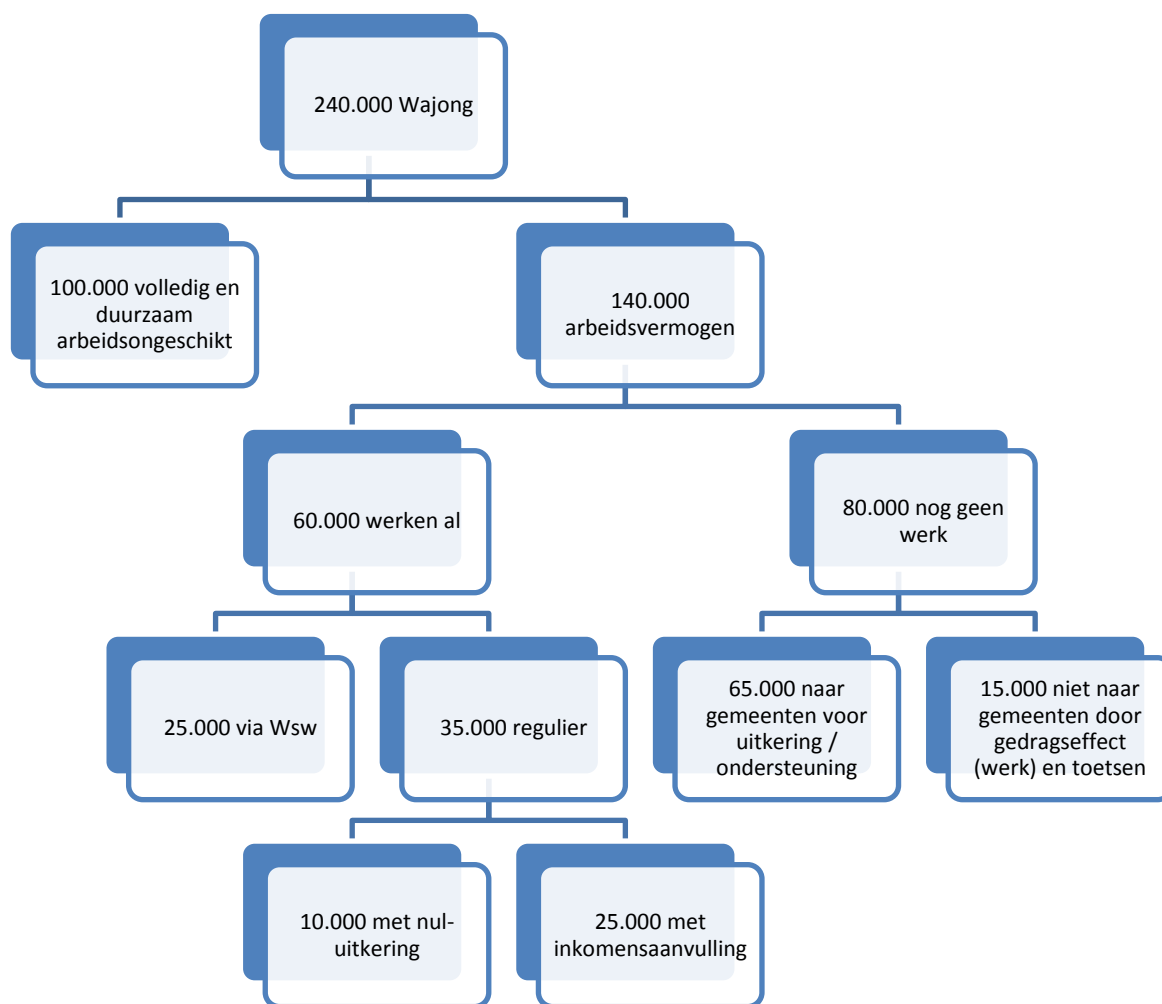 240.000 Wajong
100.000 volledig en
duurzaam
arbeidsongeschikt
140.000
arbeidsvermogen
60.000 werken al
80.000 nog geen
werk
25.000 via Wsw
35.000 regulier
65.000 naar
gemeenten voor
uitkering /
ondersteuning
15.000 niet naar
gemeenten door
gedragseffect
(werk) en toetsen
10.000 met nul-
uitkering
25.000 met
inkomensaanvulling